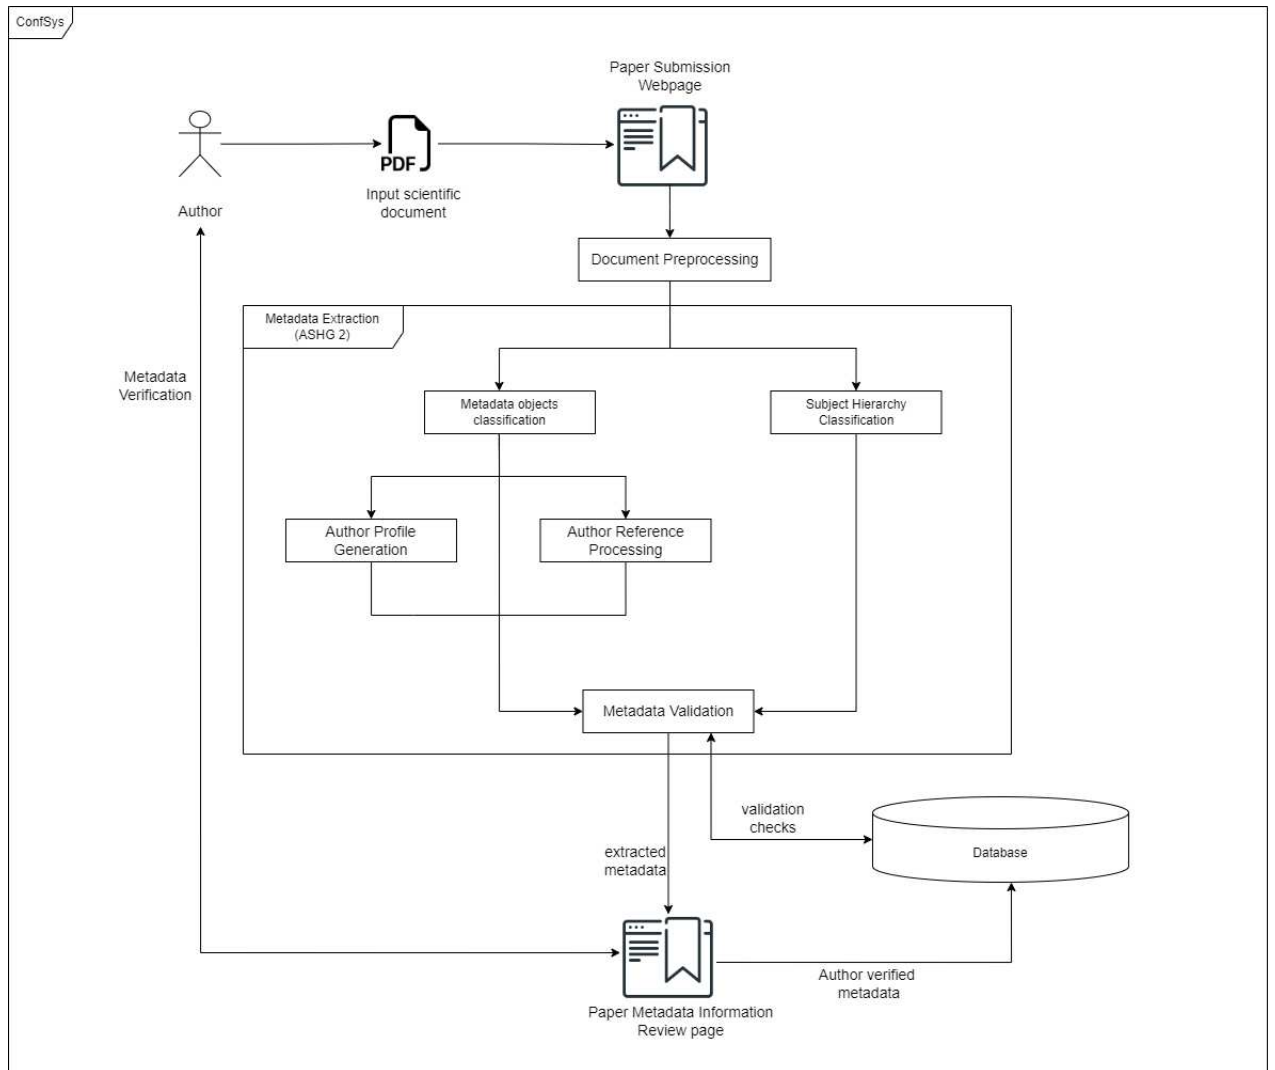 ConfSys
Paper Submission
Webpage
PDF
Input scientific
document
Author
Document Preprocessing
Metadata Extraction
(ASHG 2)
Metadata
Verification
Metadata objects
classification
Subject Hierarchy
Classification
Author Profile
Generation
Author Reference
Processing
Metadata Validation
validation
checks
Database
extracted
metadata
Author verified
metadata
Paper Metadata Information
Review page